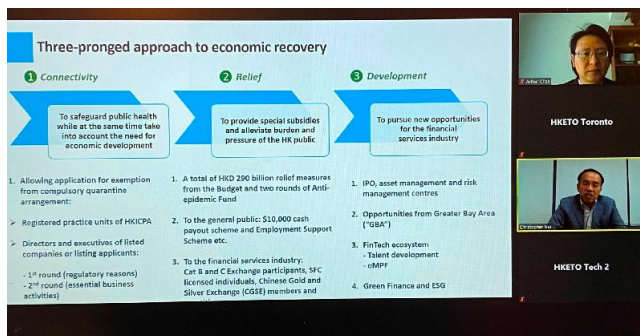 Three-pronged approach to economic recovery
1 Connectivity
To safeguard public health
while at the same time take
into account the need for
economic development
1. Allowing application for exemption
from compulsory quarantine
arrangement:
➢ Registered practice units of HKICPA
➢ Directors and executives of listed
companies or listing applicants:
- 1st round (regulatory reasons)
- 2nd round (essential business
activities)
2 Relief
To provide special subsidies
and alleviate burden and
pressure of the HK public
1. A total of HKD 290 billion relief measures
from the Budget and two rounds of Anti-
epidemic Fund
2. To the general public: $10,000 cash
payout scheme and Employment Support
Scheme etc.
3. To the financial services industry:
Cat B and C Exchange participants, SFC
licensed individuals, Chinese Gold and
Silver Exchange (CGSE) members and
3 Development
To pursue new opportunities
for the financial
services industry
1. IPO, asset management and risk
management centres
2. Opportunities from Greater Bay Area
("GBA")
3. FinTech ecosystem
- Talent development
- eMPF
4. Green Finance and ESG
HKETO Toronto
Christopher Hui
HKETO Tech 2